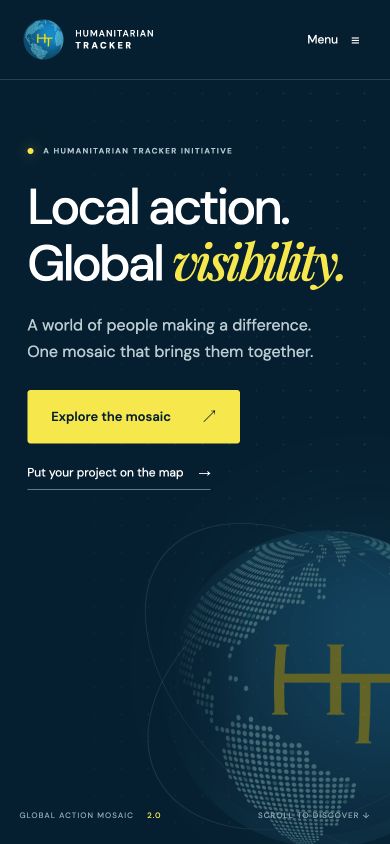 HT
HUMANITARIAN
TRACKER
Menu ≡
A HUMANITARIAN TRACKER INITIATIVE
Local action.
Global visibility.
A world of people making a difference.
One mosaic that brings them together.
Explore the mosaic ↗
Put your project on the map →
HT
GLOBAL ACTION MOSAIC 2.0
SCROLL TO DISCOVER ↓